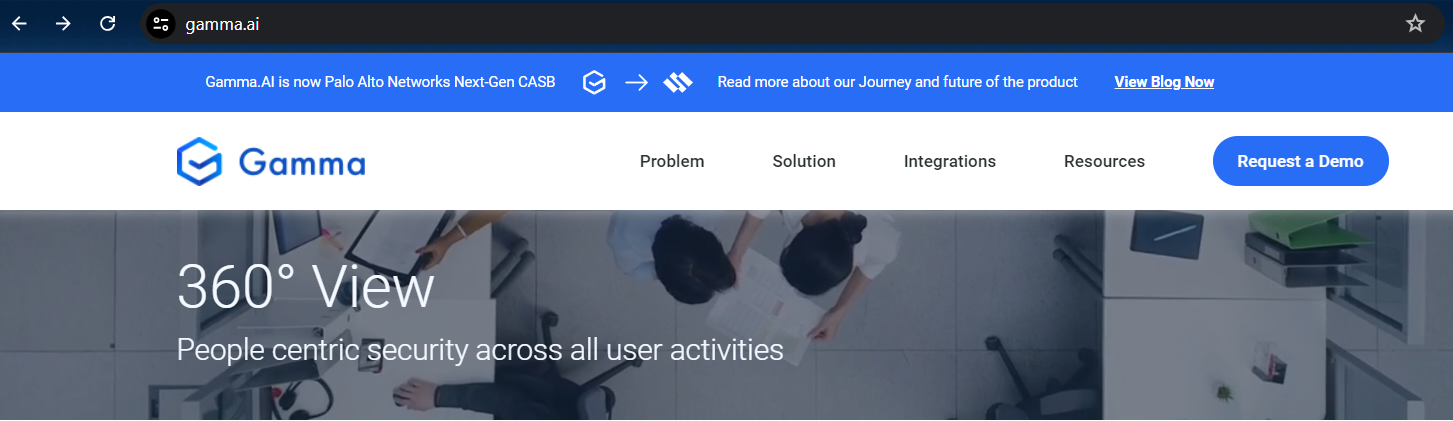 gamma.ai
Gamma.AI is now Palo Alto Networks Next-Gen CASB Read more about our Journey and future of the product View Blog Now
Gamma Problem Solution Integrations Resources Request a Demo
360° View
People centric security across all user activities